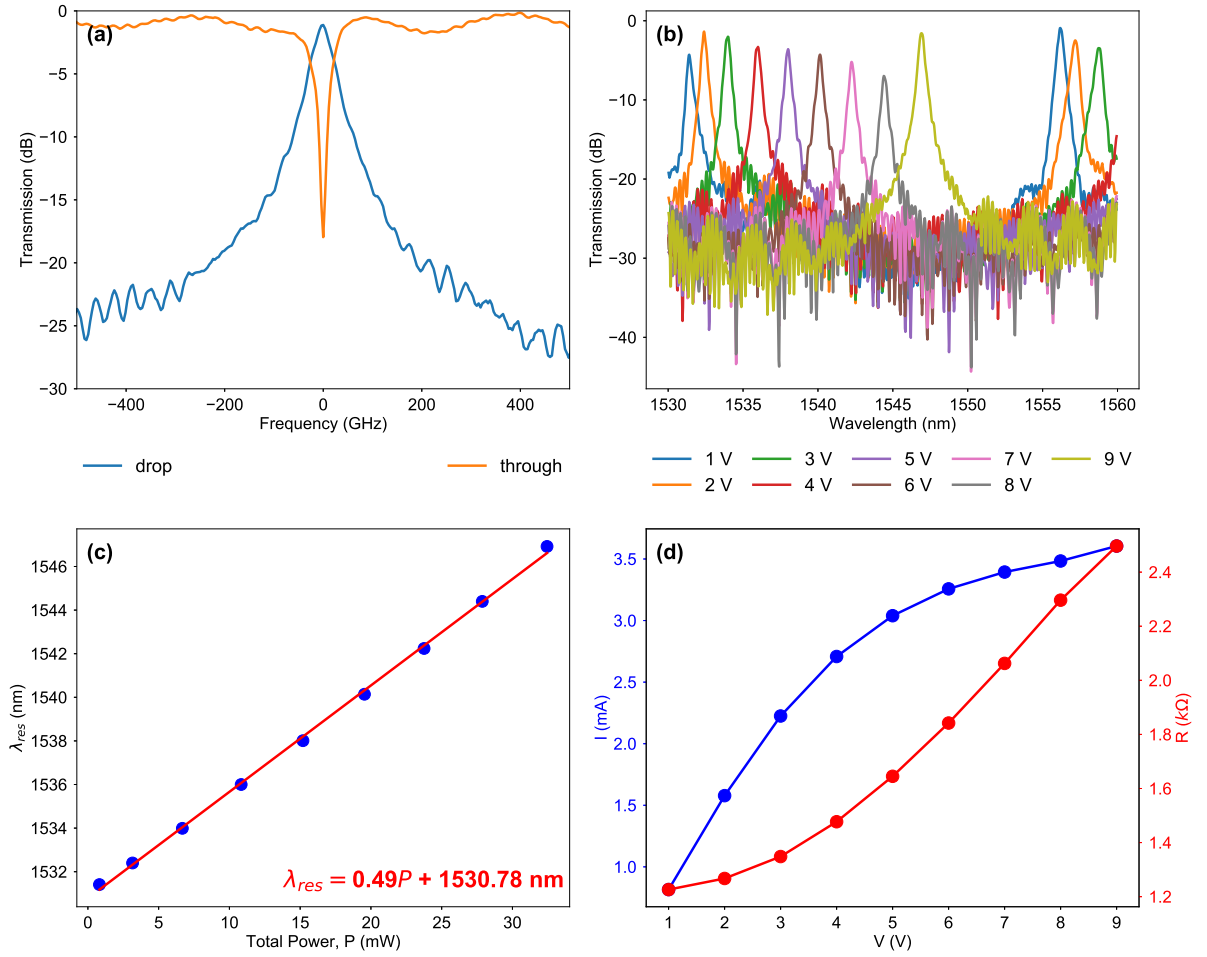 (a)
Transmission (dB)
0
−5
−10
−15
−20
−25
−30
−400
−200
0
200
400
Frequency (GHz)
drop
through
(b)
Transmission (dB)
0
−10
−20
−30
−40
1530
1535
1540
1545
1550
1555
1560
Wavelength (nm)
1 V
3 V
5 V
7 V
9 V
2 V
4 V
6 V
8 V
(c)
λres (nm)
1546
1544
1542
1540
1538
1536
1534
1532
λres = 0.49P + 1530.78 nm
0
5
10
15
20
25
30
Total Power, P (mW)
(d)
I (mA)
3.5
3.0
2.5
2.0
1.5
1.0
2.4
2.2
2.0
1.8
1.6
1.4
1.2
R (kΩ)
1
2
3
4
5
6
7
8
9
V (V)